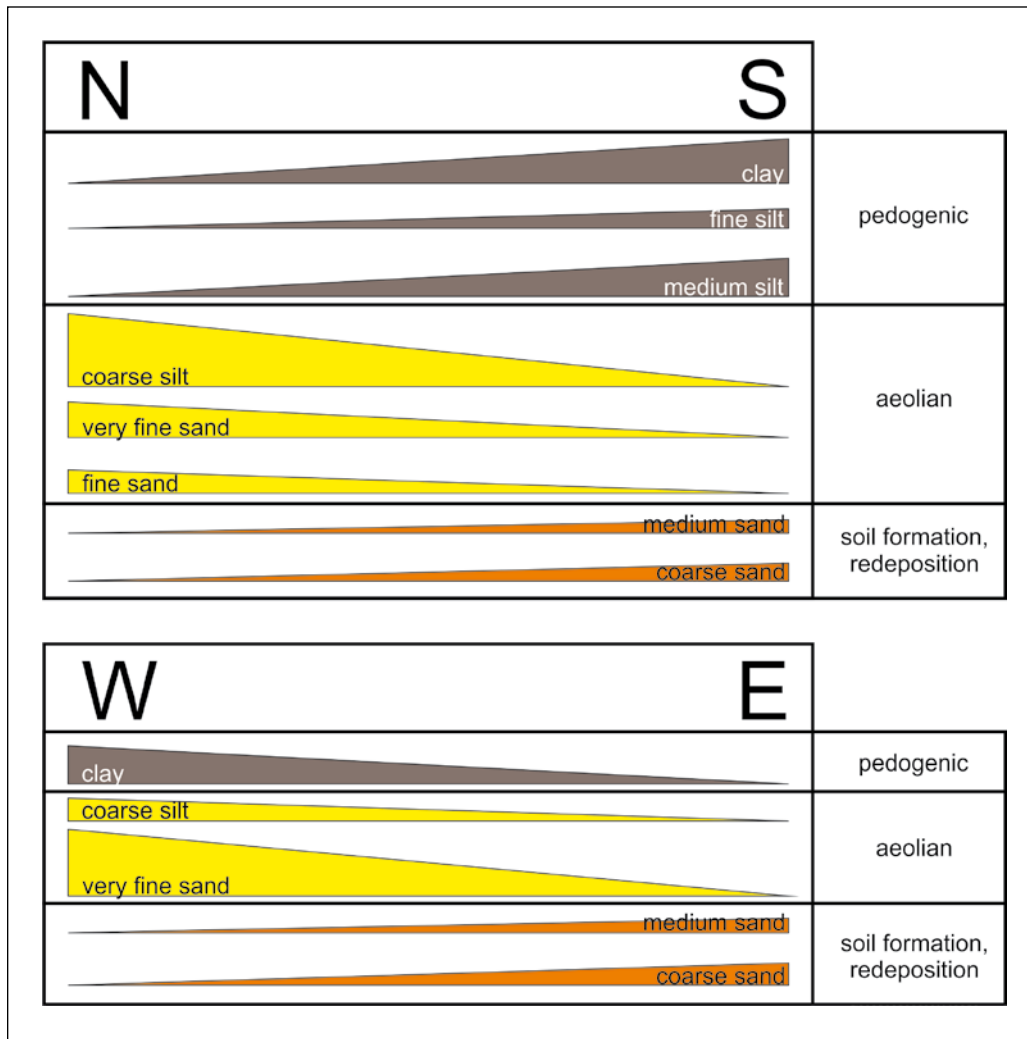 N S
clay
fine silt
medium silt
pedogenic
coarse silt
very fine sand
fine sand
aeolian
medium sand
coarse sand
soil formation,
redeposition
W E
clay
pedogenic
coarse silt
very fine sand
aeolian
medium sand
coarse sand
soil formation,
redeposition